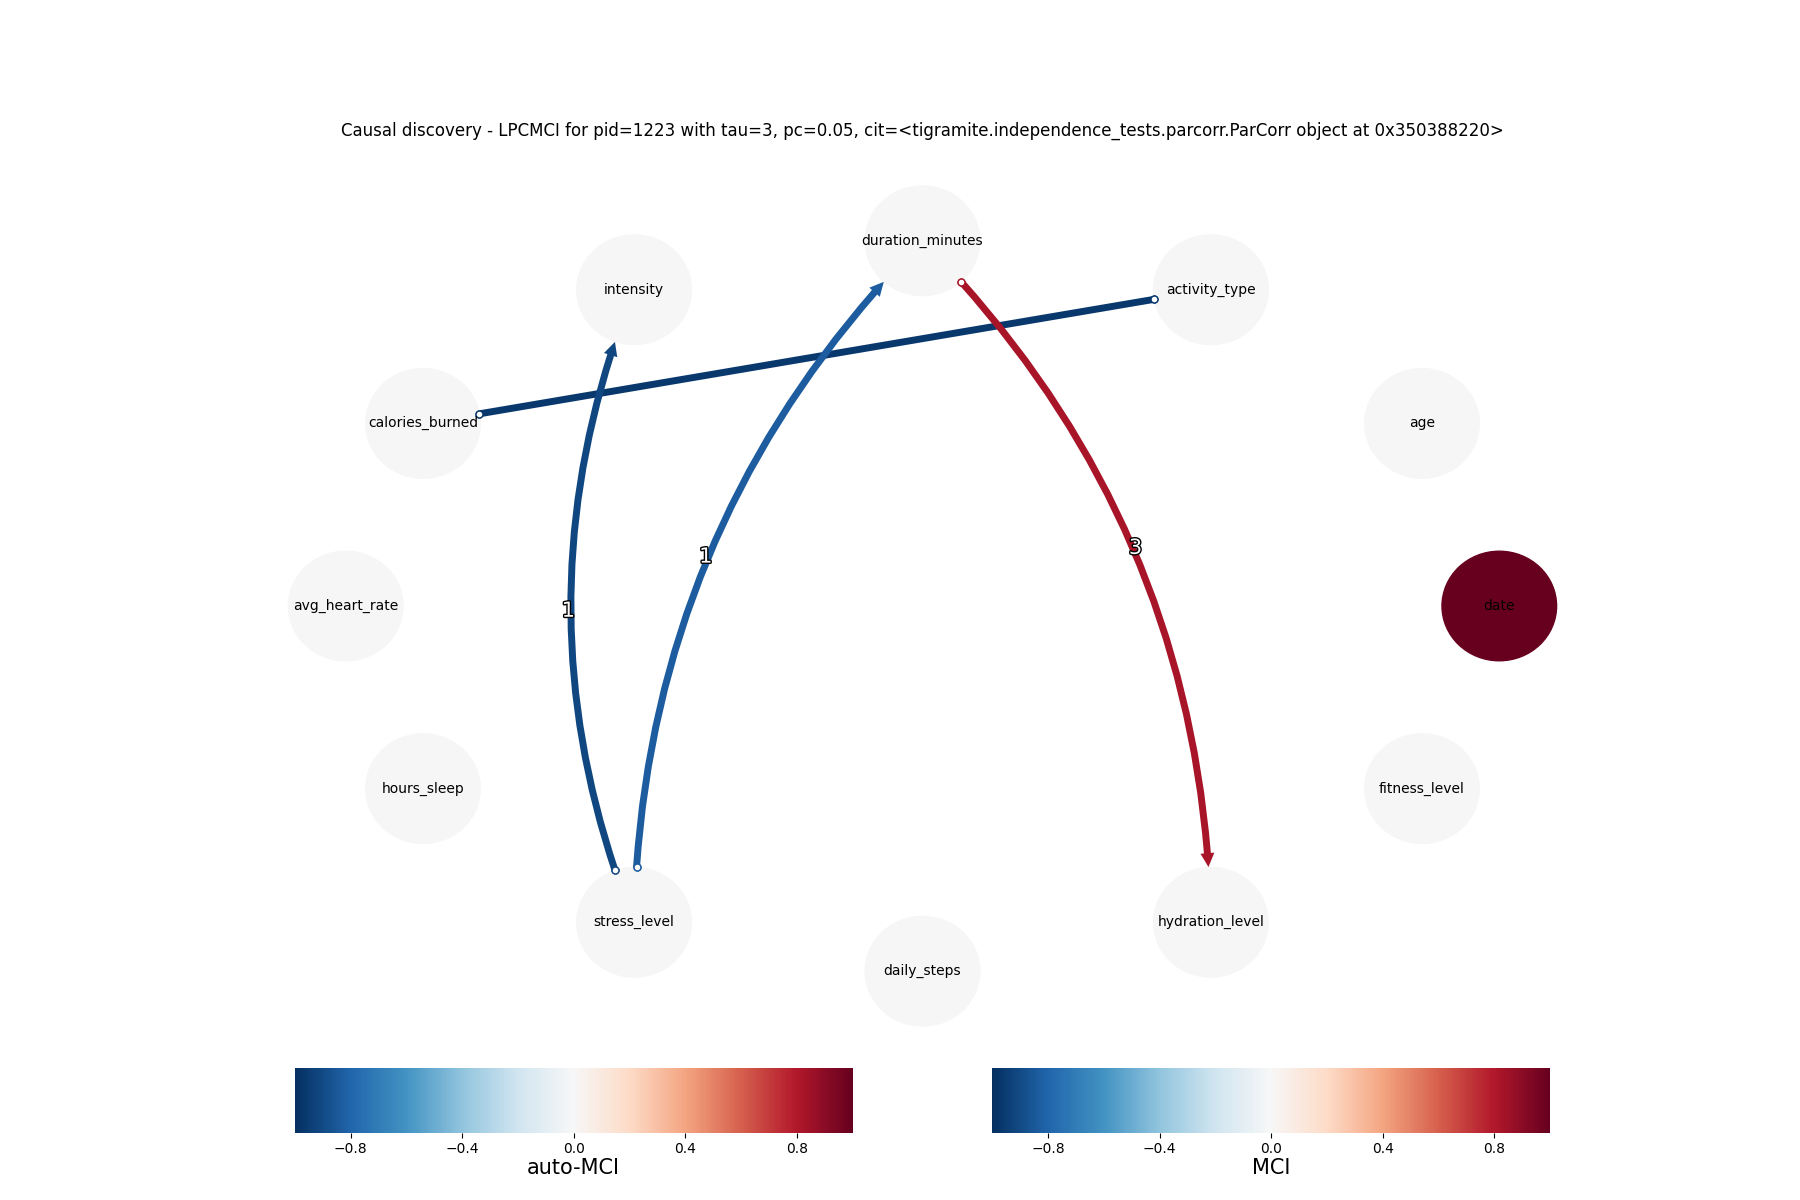 Causal discovery - LPCMCI for pid=1223 with tau=3, pc=0.05, cit=<tigramite.independence_tests.parcorr.ParCorr object at 0x350388220>
duration_minutes
intensity
activity_type
calories_burned
age
1
3
1
avg_heart_rate
date
hours_sleep
fitness_level
stress_level
hydration_level
daily_steps
−0.8 −0.4 0.0 0.4 0.8
auto-MCI
−0.8 −0.4 0.0 0.4 0.8
MCI